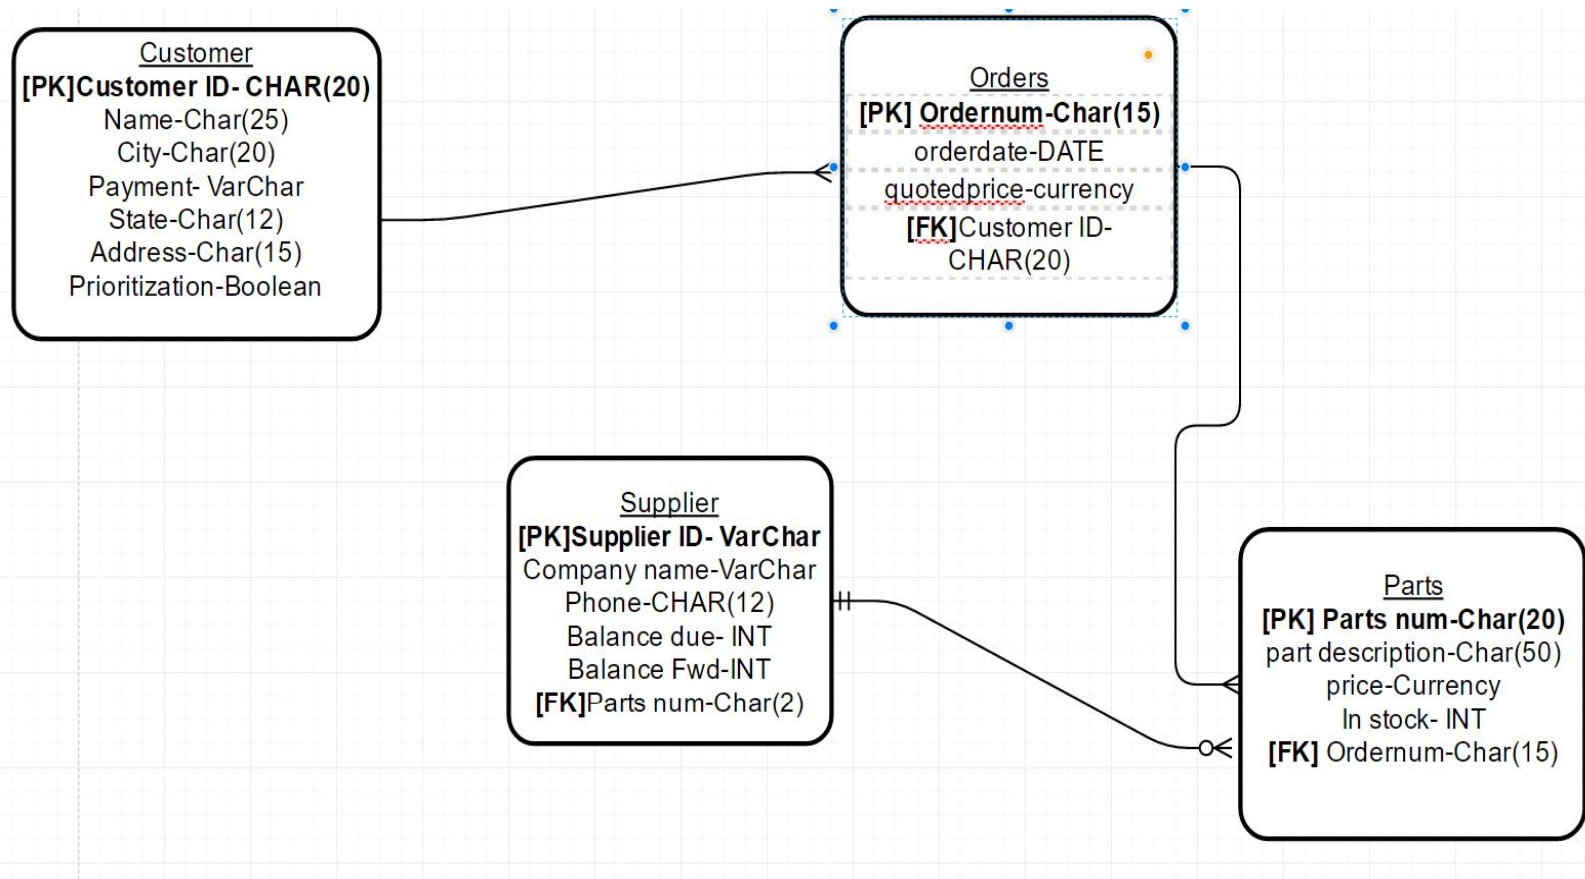 Customer
[PK]Customer ID- CHAR(20)
Name-Char(25)
City-Char(20)
Payment- VarChar
State-Char(12)
Address-Char(15)
Prioritization-Boolean
Orders
[PK] Ordernum-Char(15)
orderdate-DATE
quotedprice-currency
[FK]Customer ID-
CHAR(20)
Supplier
[PK]Supplier ID- VarChar
Company name-VarChar
Phone-CHAR(12)
Balance due- INT
Balance Fwd-INT
[FK]Parts num-Char(2)
Parts
[PK] Parts num-Char(20)
part description-Char(50)
price-Currency
In stock- INT
[FK] Ordernum-Char(15)